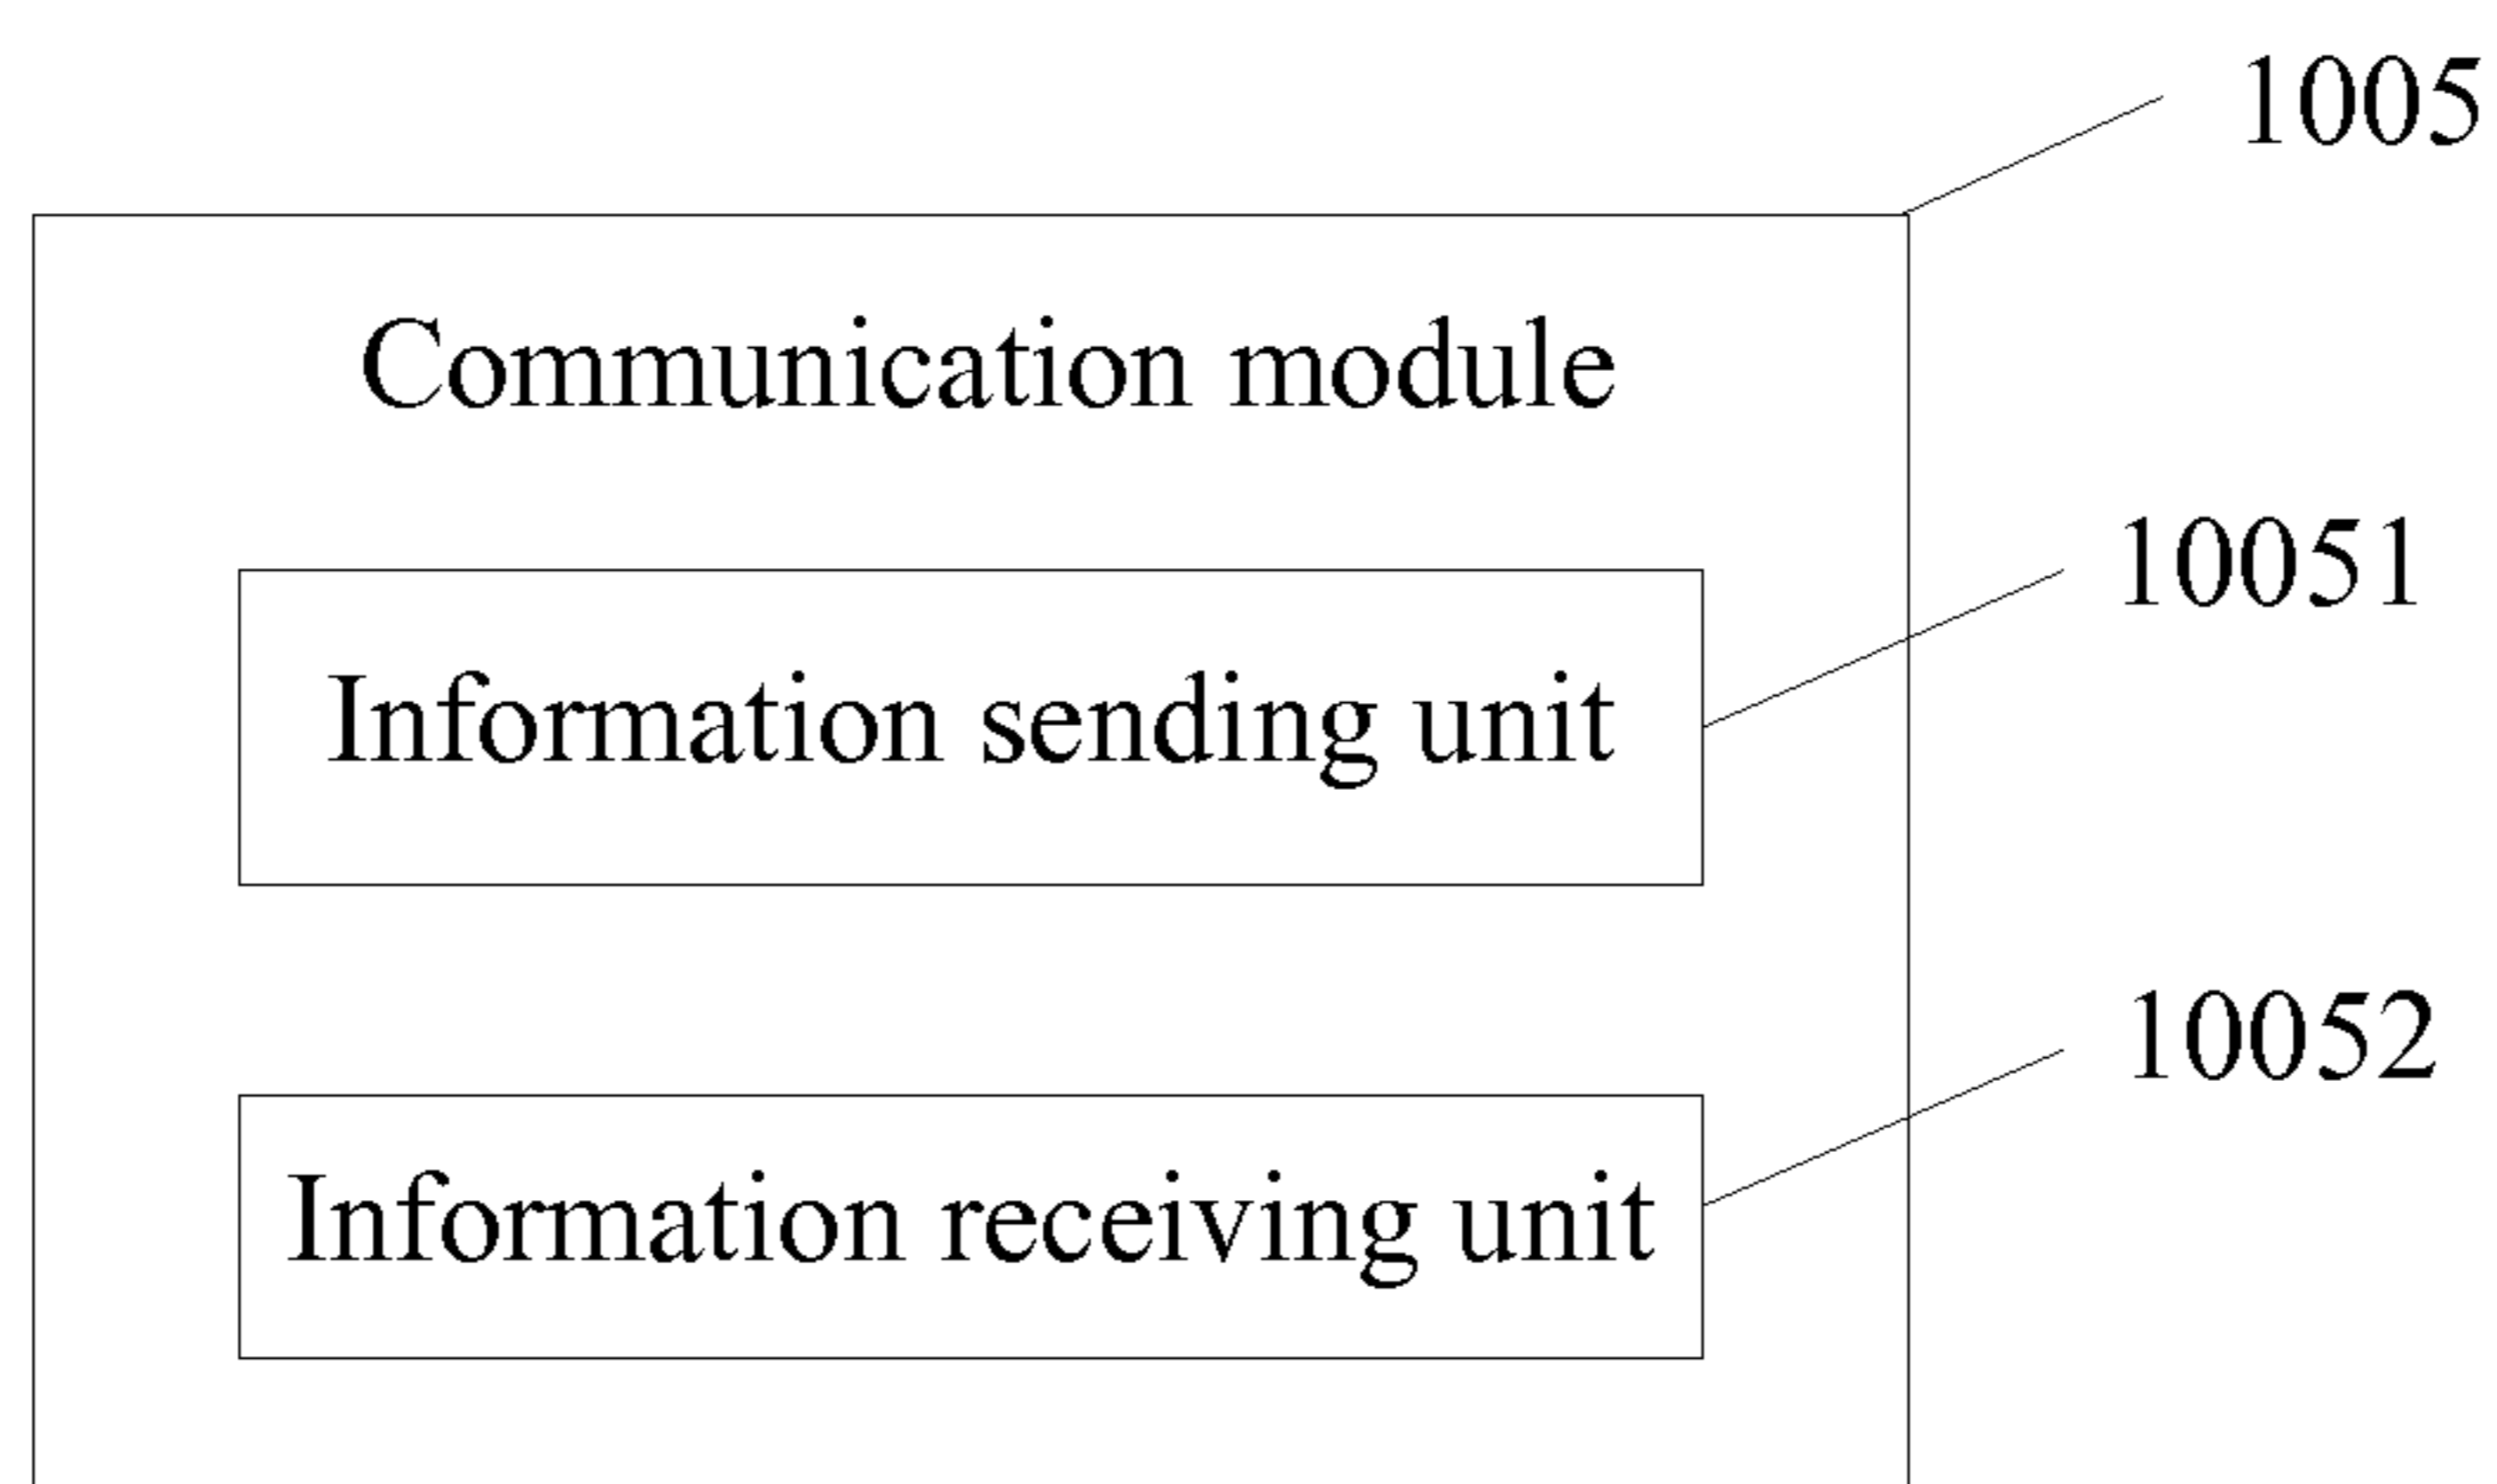 1005
Communication module
10051
Information sending unit
10052
Information receiving unit